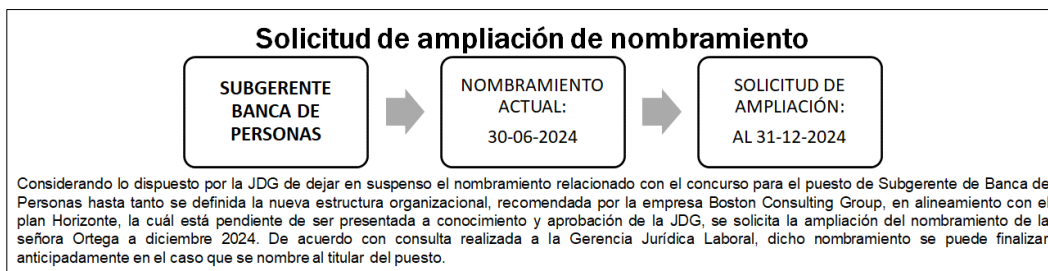 Solicitud de ampliación de nombramiento
SUBGERENTE
BANCA DE
PERSONAS
NOMBRAMIENTO
ACTUAL:
30-06-2024
SOLICITUD DE
AMPLIACIÓN:
AL 31-12-2024
Considerando lo dispuesto por la JDG de dejar en suspenso el nombramiento relacionado con el concurso para el puesto de Subgerente de Banca de
Personas hasta tanto se definida la nueva estructura organizacional, recomendada por la empresa Boston Consulting Group, en alineamiento con el
plan Horizonte, la cuál está pendiente de ser presentada a conocimiento y aprobación de la JDG, se solicita la ampliación del nombramiento de la
señora Ortega a diciembre 2024. De acuerdo con consulta realizada a la Gerencia Jurídica Laboral, dicho nombramiento se puede finalizar
anticipadamente en el caso que se nombre al titular del puesto.